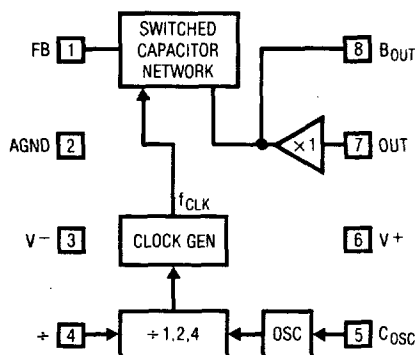 SWITCHED
CAPACITOR
NETWORK
FB 1
8 BOUT
AGND 2
×1
7 OUT
fCLK
V− 3
CLOCK GEN
6 V+
÷ 4
÷ 1,2,4
OSC
5 COSC